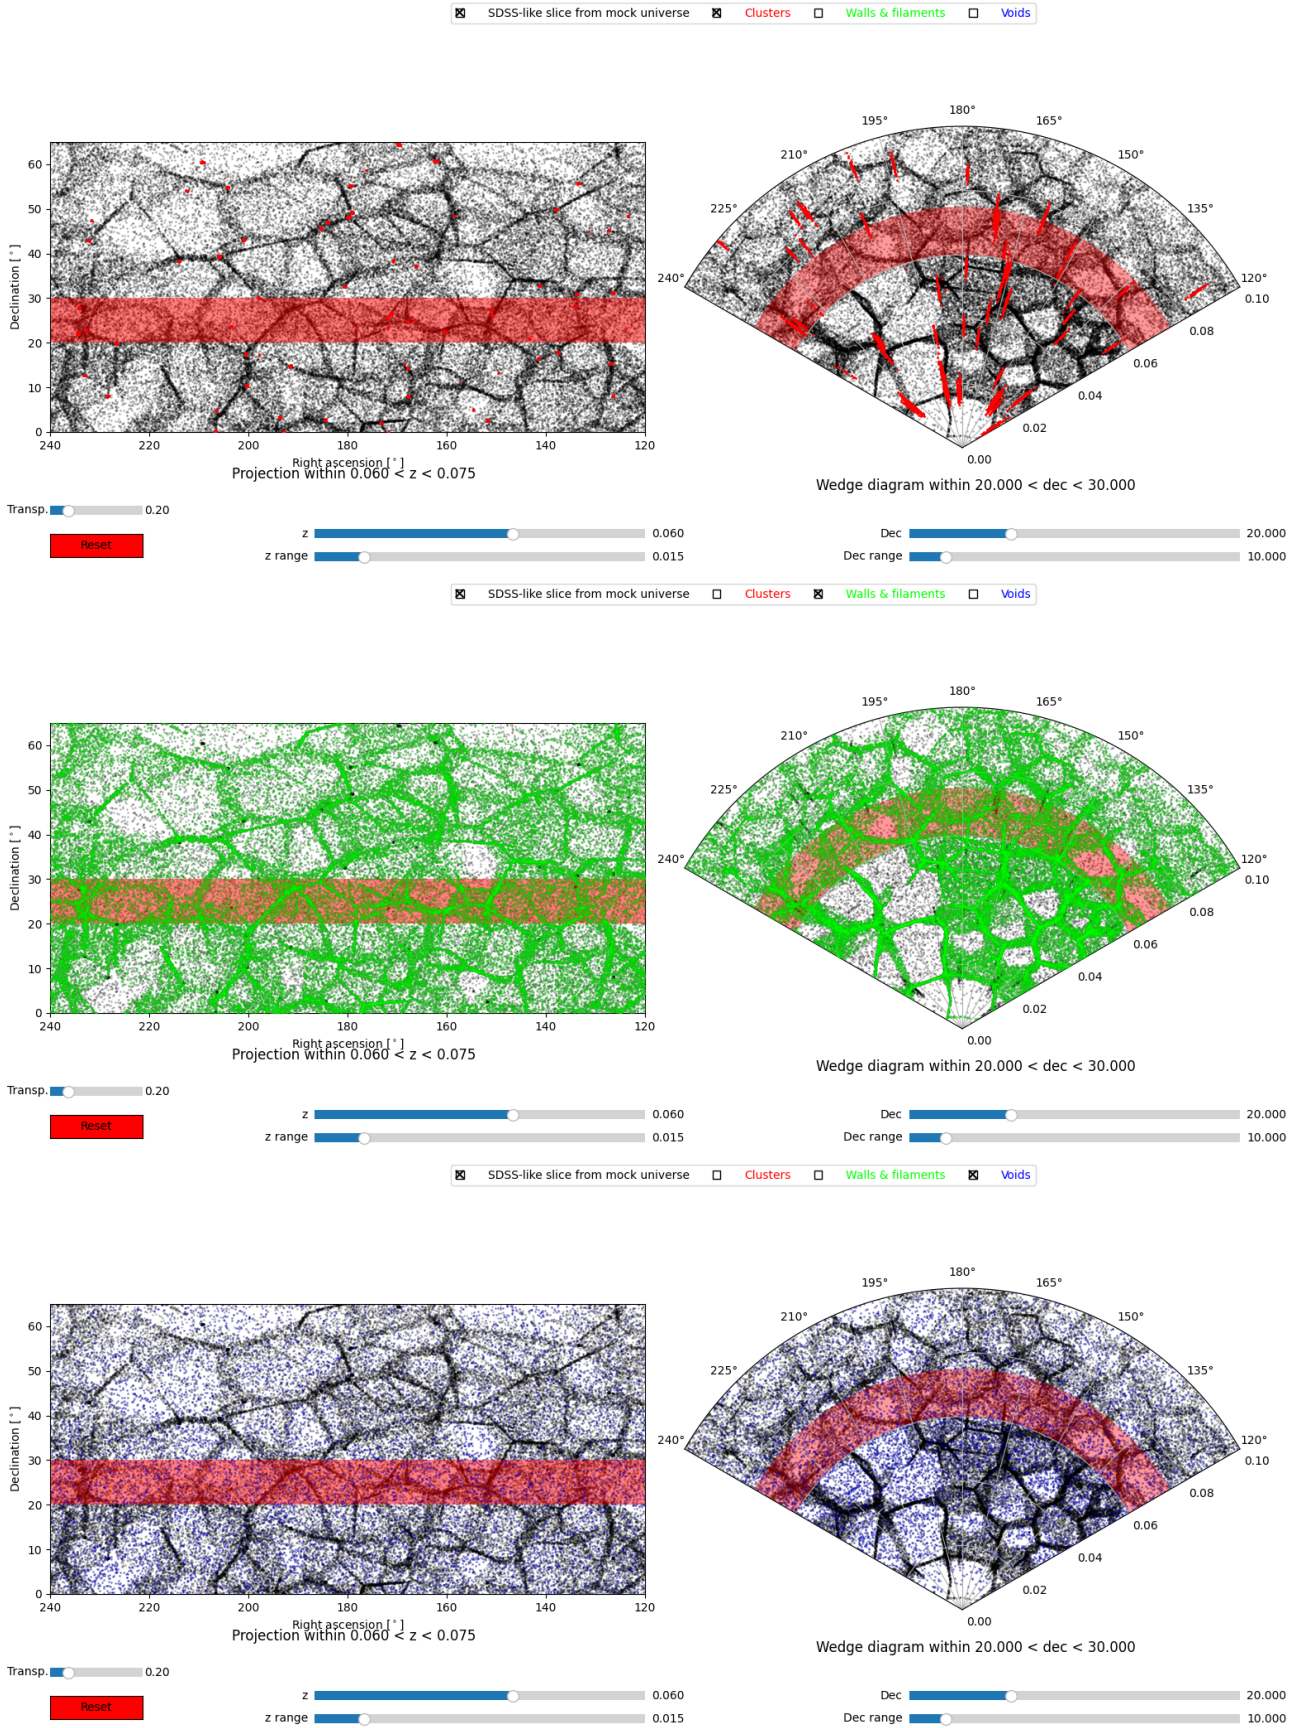 SDSS-like slice from mock universe Clusters Walls & filaments Voids
60
50
40
30
20
10
0
Declination [°]
240 220 200 180 160 140 120
Right ascension [°]
Projection within 0.060 < z < 0.075
180°
195° 165°
210° 150°
225° 135°
240° 120°
0.10
0.08
0.06
0.04
0.02
0.00
Wedge diagram within 20.000 < dec < 30.000
Transp. 0.20
Reset
z 0.060
z range 0.015
Dec 20.000
Dec range 10.000
SDSS-like slice from mock universe Clusters Walls & filaments Voids
60
50
40
30
20
10
0
Declination [°]
240 220 200 180 160 140 120
Right ascension [°]
Projection within 0.060 < z < 0.075
180°
195° 165°
210° 150°
225° 135°
240° 120°
0.10
0.08
0.06
0.04
0.02
0.00
Wedge diagram within 20.000 < dec < 30.000
Transp. 0.20
Reset
z 0.060
z range 0.015
Dec 20.000
Dec range 10.000
SDSS-like slice from mock universe Clusters Walls & filaments Voids
60
50
40
30
20
10
0
Declination [°]
240 220 200 180 160 140 120
Right ascension [°]
Projection within 0.060 < z < 0.075
180°
195° 165°
210° 150°
225° 135°
240° 120°
0.10
0.08
0.06
0.04
0.02
0.00
Wedge diagram within 20.000 < dec < 30.000
Transp. 0.20
Reset
z 0.060
z range 0.015
Dec 20.000
Dec range 10.000